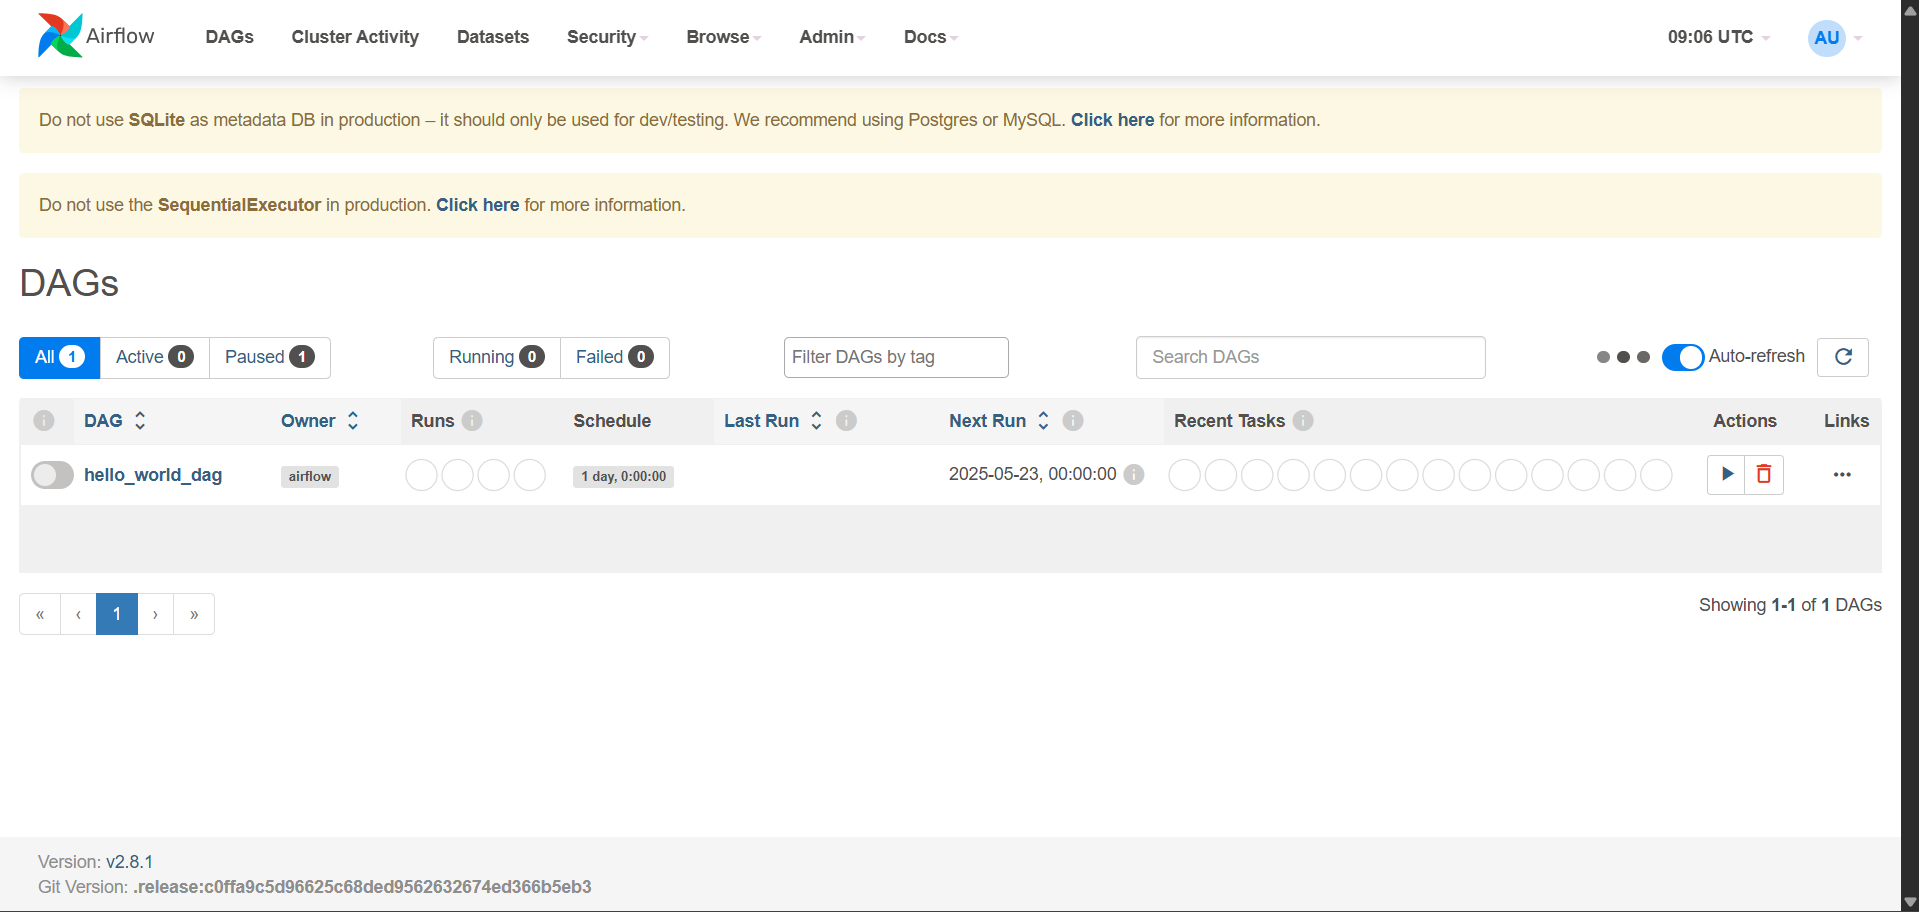 Airflow DAGs Cluster Activity Datasets Security Browse Admin Docs 09:06 UTC AU
Do not use SQLite as metadata DB in production – it should only be used for dev/testing. We recommend using Postgres or MySQL. Click here for more information.
Do not use the SequentialExecutor in production. Click here for more information.
DAGs
All 1 Active 0 Paused 1 Running 0 Failed 0 Filter DAGs by tag Search DAGs Auto-refresh
i DAG Owner Runs i Schedule Last Run i Next Run i Recent Tasks i Actions Links
hello_world_dag airflow 1 day, 0:00:00 2025-05-23, 00:00:00 i
« ‹ 1 › » Showing 1-1 of 1 DAGs
Version: v2.8.1
Git Version: .release:c0ffa9c5d96625c68ded9562632674ed366b5eb3